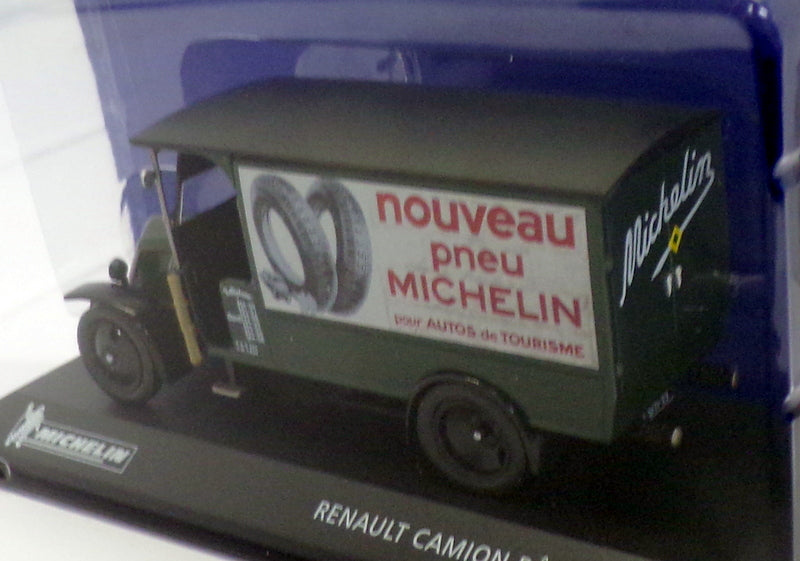 nouveau
pneu
MICHELIN
pour AUTOS de TOURISME
Michelin
MICHELIN
RENAULT CAMION